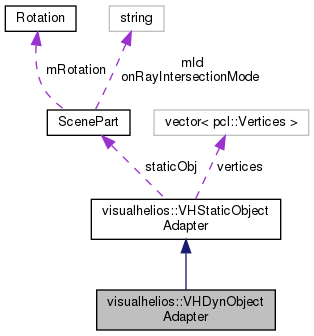 Rotation
string
mRotation
mId
onRayIntersectionMode
ScenePart
vector< pcl::Vertices >
staticObj
vertices
visualhelios::VHStaticObject
Adapter
visualhelios::VHDynObject
Adapter